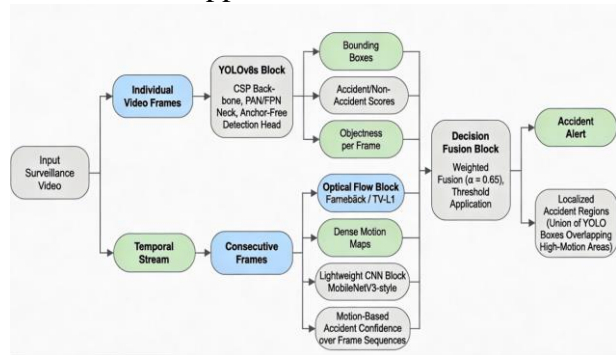 Individual
Video Frames
YOLOv8s Block
CSP Back-
bone, PAN/FPN
Neck, Anchor-Free
Detection Head
Bounding
Boxes
Accident/Non-
Accident Scores
Objectness
per Frame
Input
Surveillance
Video
Temporal
Stream
Consecutive
Frames
Optical Flow Block
Farnebäck / TV-L1
Dense Motion
Maps
Lightweight CNN Block
MobileNetV3-style
Motion-Based
Accident Confidence
over Frame Sequences
Decision
Fusion Block
Weighted
Fusion (α = 0.65),
Threshold
Application
Accident
Alert
Localized
Accident Regions
(Union of YOLO
Boxes Overlapping
High-Motion Areas)